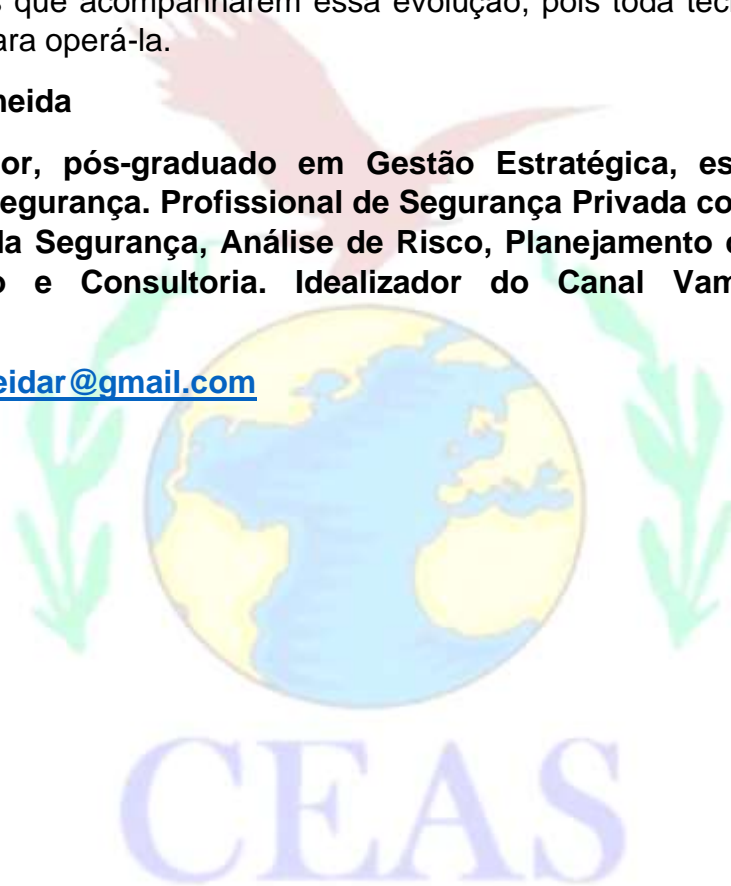 que acompanharem essa evolução, pois toda
ara operá-la.
neida
or, pós-graduado em Gestão Estratégica, es
egurança. Profissional de Segurança Privada co
la Segurança, Análise de Risco, Planejamento
o e Consultoria. Idealizador do Canal Vam
eidar@gmail.com
CEAS